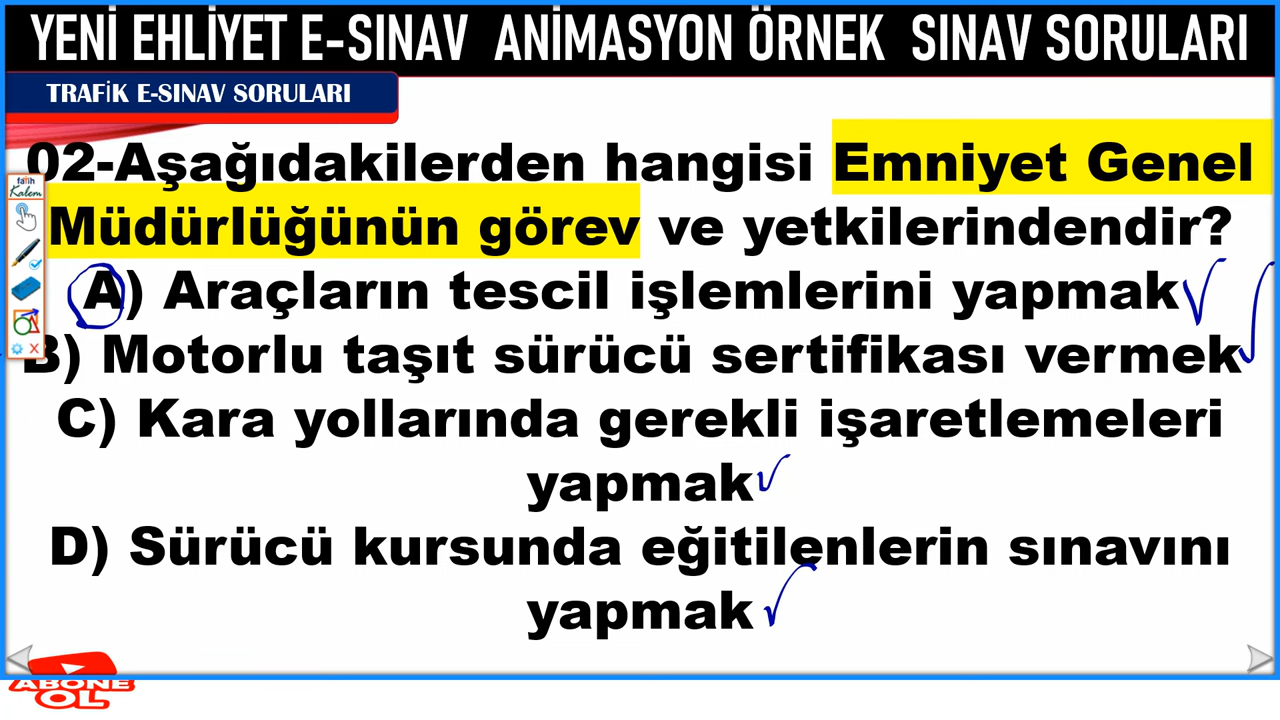 YENİ EHLİYET E-SINAV ANİMASYON ÖRNEK SINAV SORULARI
TRAFİK E-SINAV SORULARI
02-Aşağıdakilerden hangisi Emniyet Genel
Müdürlüğünün görev ve yetkilerindendir?
fatih
Kalem
A) Araçların tescil işlemlerini yapmak
B) Motorlu taşıt sürücü sertifikası vermek
C) Kara yollarında gerekli işaretlemeleri
yapmak
D) Sürücü kursunda eğitilenlerin sınavını
yapmak
ABONE
OL